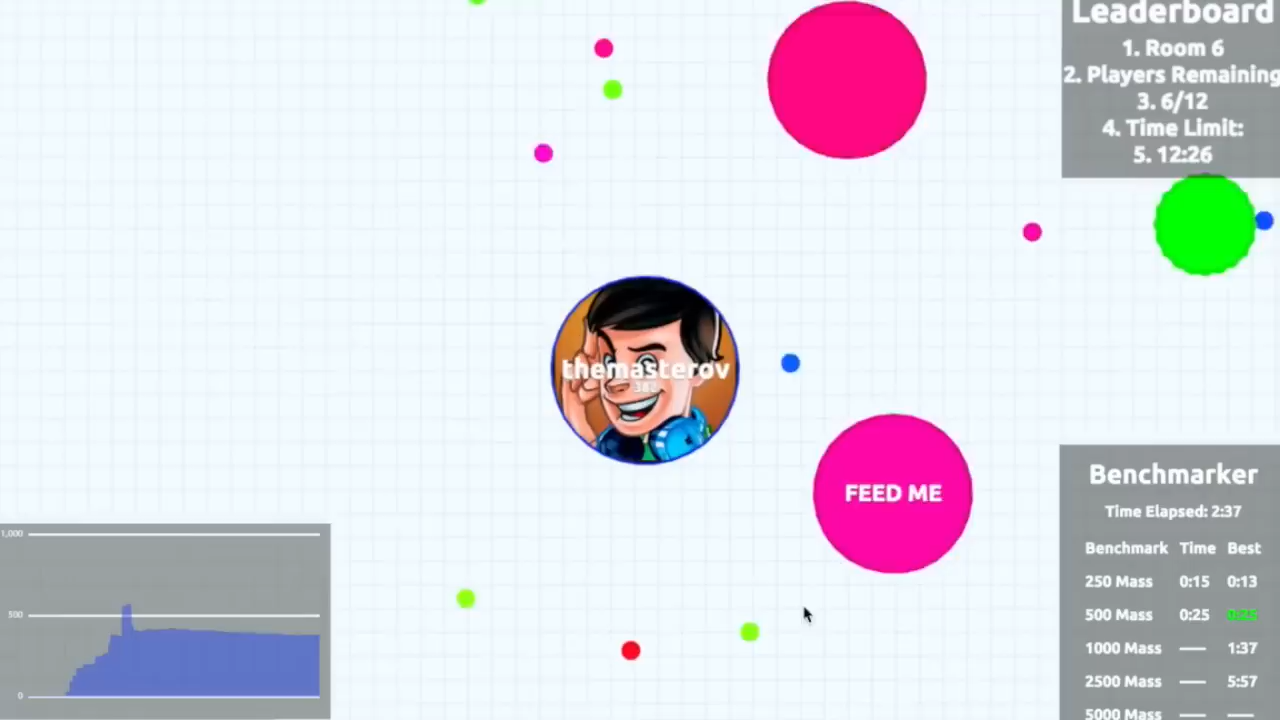 Leaderboard
1. Room 6
2. Players Remaining
3. 6/12
4. Time Limit:
5. 12:26
themasterov
FEED ME
Benchmarker
Time Elapsed: 2:37
Benchmark Time Best
250 Mass 0:15 0:13
500 Mass 0:25
1000 Mass — 1:37
2500 Mass — 5:57
5000 Mass — —
1,000
500
0